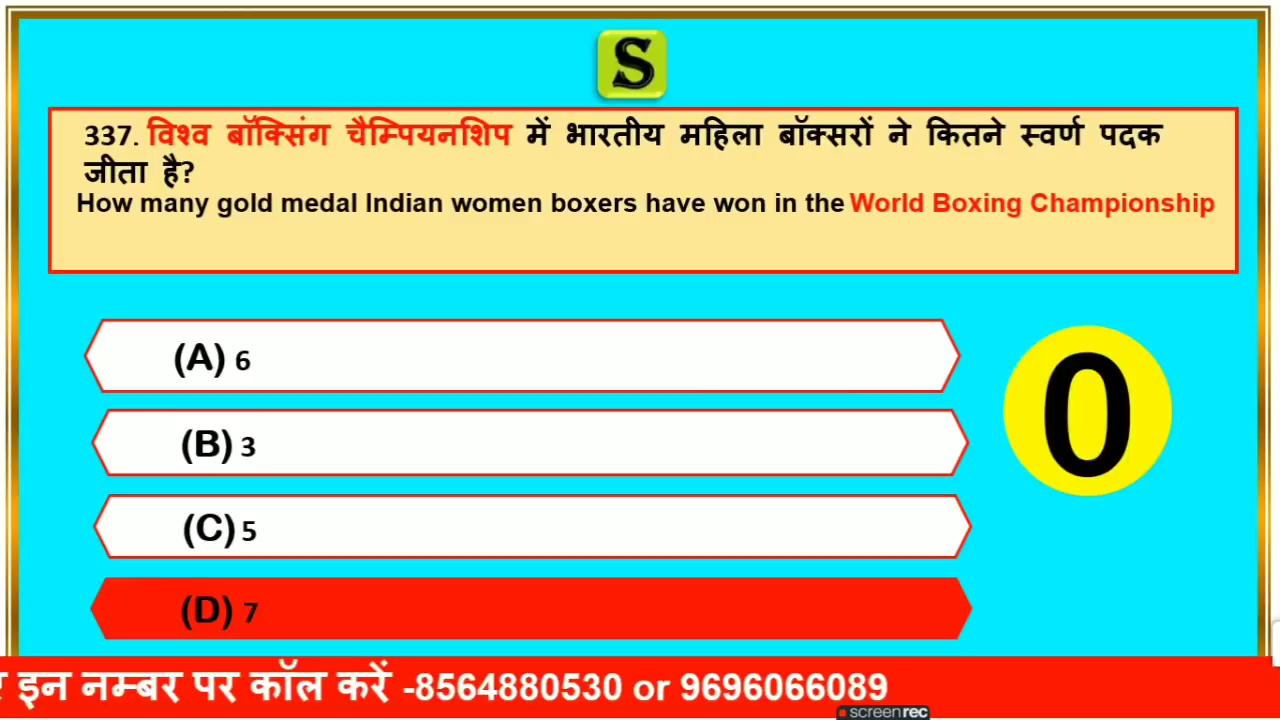 S
337. विश्व बॉक्सिंग चैम्पियनशिप में भारतीय महिला बॉक्सरों ने कितने स्वर्ण पदक
जीता है?
How many gold medal Indian women boxers have won in the World Boxing Championship
(A) 6
(B) 3
(C) 5
(D) 7
0
इन नम्बर पर कॉल करें -8564880530 or 9696066089
screenrec